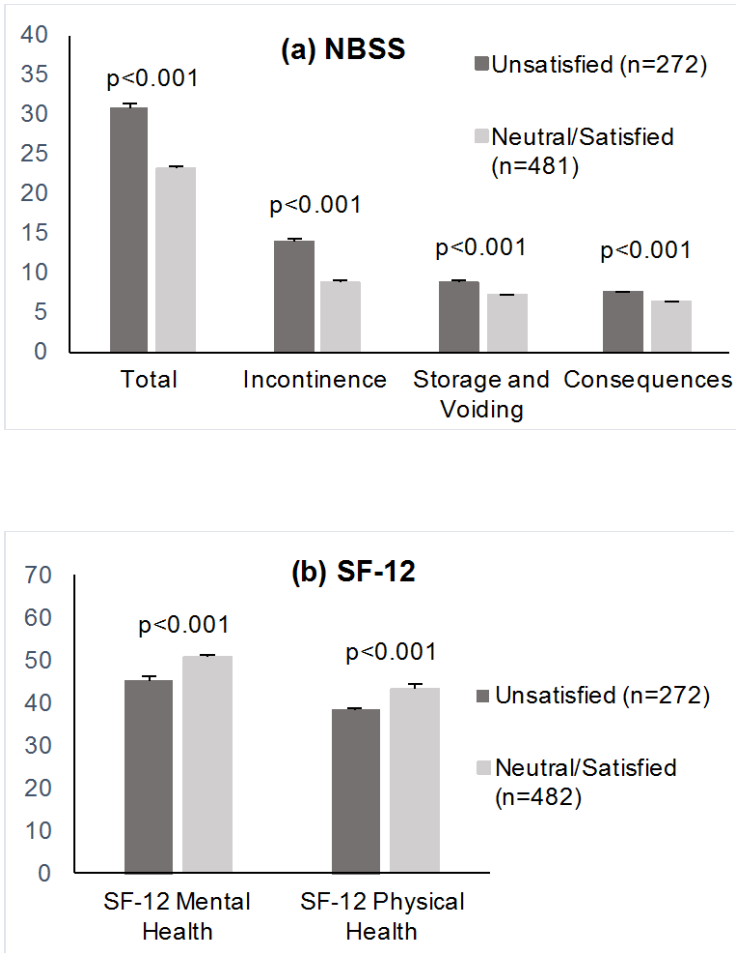 (a) NBSS
40
35
30
25
20
15
10
5
0
p<0.001
p<0.001
p<0.001
p<0.001
Unsatisfied (n=272)
Neutral/Satisfied
(n=481)
Total
Incontinence
Storage and
Voiding
Consequences
(b) SF-12
70
60
50
40
30
20
10
0
p<0.001
p<0.001
Unsatisfied (n=272)
Neutral/Satisfied
(n=482)
SF-12 Mental
Health
SF-12 Physical
Health